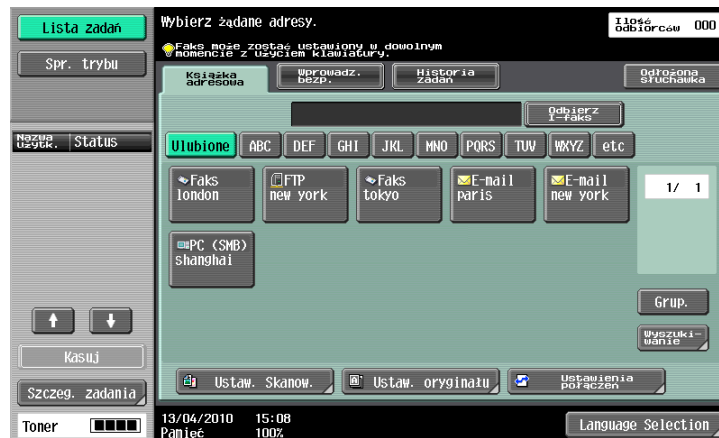 Lista zadań
Spr. trybu
Nazwa użytk.
Status
Kasuj
Szczeg. zadania
Toner
Wybierz żądane adresy.
Faks może zostać ustawiony w dowolnym
momencie z użyciem klawiatury.
Ilość
odbiorców 000
Książka
adresowa
Wprowadz.
bezp.
Historia
zadań
Odłożona
słuchawka
Odbierz
I-faks
Ulubione ABC DEF GHI JKL MNO PQRS TUV WXYZ etc
Faks
london
FTP
new york
Faks
tokyo
E-mail
paris
E-mail
new york
1/ 1
PC (SMB)
shanghai
Grup.
Wyszuki-
wanie
Ustaw. Skanow.
Ustaw. oryginału
Ustawienia
połączeń
13/04/2010 15:08
Pamięć 100%
Language Selection